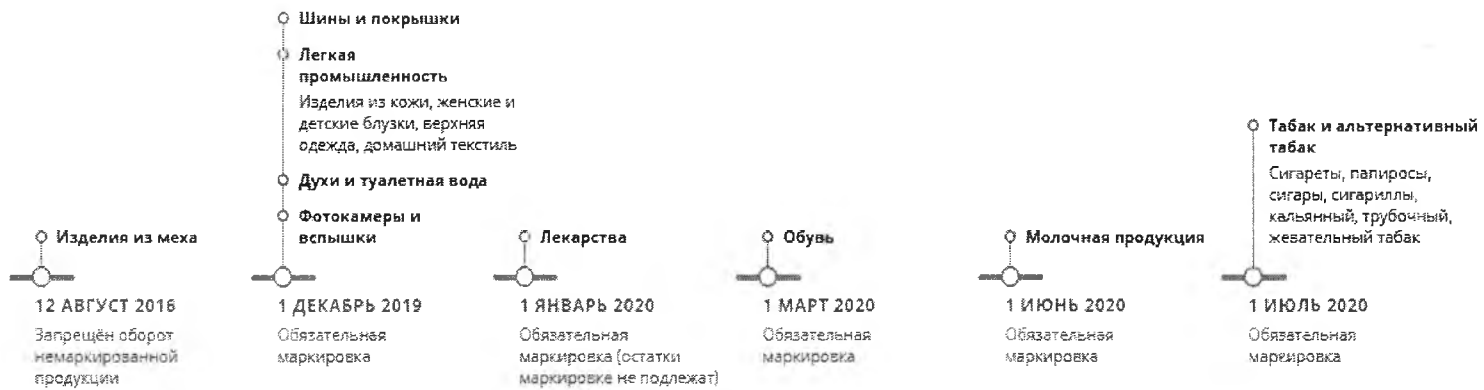 Изделия из меха
12 АВГУСТ 2016
Запрещён оборот
немаркированной
продукции
Шины и покрышки
Легкая
промышленность
Изделия из кожи, женские и
детские блузки, верхняя
одежда, домашний текстиль
Духи и туалетная вода
Фотокамеры и
вспышки
1 ДЕКАБРЬ 2019
Обязательная
маркировка
Лекарства
1 ЯНВАРЬ 2020
Обязательная
маркировка (остатки
маркировке не подлежат)
Обувь
1 МАРТ 2020
Обязательная
маркировка
Молочная продукция
1 ИЮНЬ 2020
Обязательная
маркировка
Табак и альтернативный
табак
Сигареты, папиросы,
сигары, сигариллы,
кальянный, трубочный,
жевательный табак
1 ИЮЛЬ 2020
Обязательная
маркировка